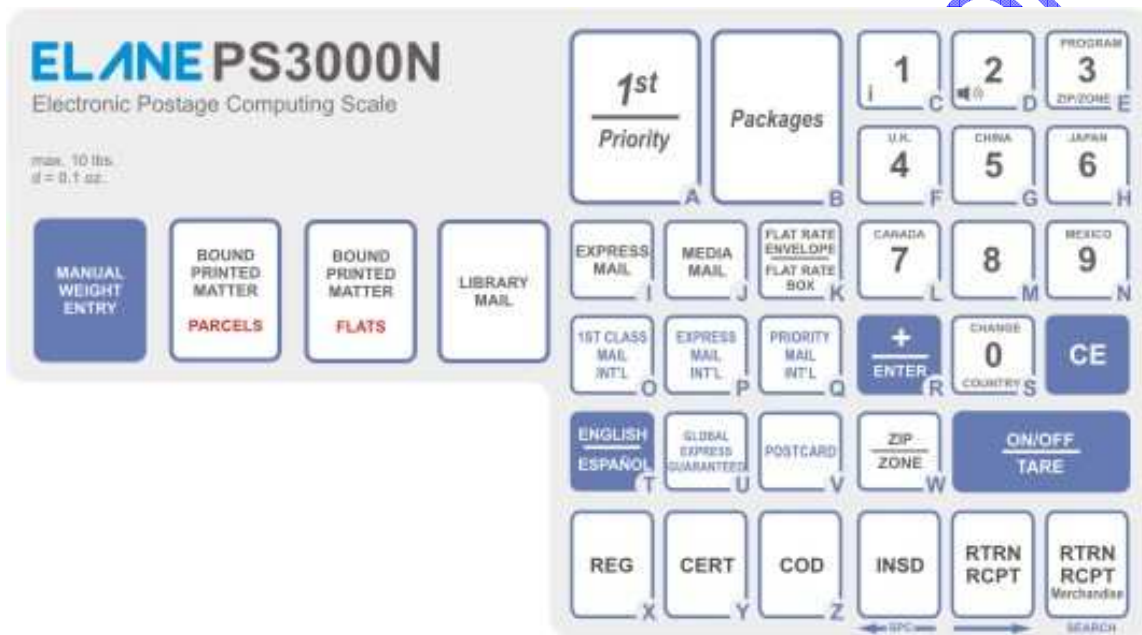 ELANE PS3000N
Electronic Postage Computing Scale
max. 10 lbs.
d = 0.1 oz.
MANUAL
WEIGHT
ENTRY
BOUND
PRINTED
MATTER
PARCELS
BOUND
PRINTED
MATTER
FLATS
LIBRARY
MAIL
1st
Priority
A
Packages
B
1
i
C
2
D
PROGRAM
3
ZIP/ZONE
E
U.K.
4
F
CHINA
5
G
JAPAN
6
H
EXPRESS
MAIL
I
MEDIA
MAIL
J
FLAT RATE
ENVELOPE
FLAT RATE
BOX
K
CANADA
7
L
8
M
MEXICO
9
N
1ST CLASS
MAIL
INT'L
O
EXPRESS
MAIL
INT'L
P
PRIORITY
MAIL
INT'L
Q
+
ENTER
R
CHANGE
0
COUNTRY
S
CE
ENGLISH
ESPAÑOL
T
GLOBAL
EXPRESS
GUARANTEED
U
POSTCARD
V
ZIP
ZONE
W
ON/OFF
TARE
REG
X
CERT
Y
COD
Z
INSD
RTRN
RCPT
RTRN
RCPT
Merchandise
SPC
SEARCH